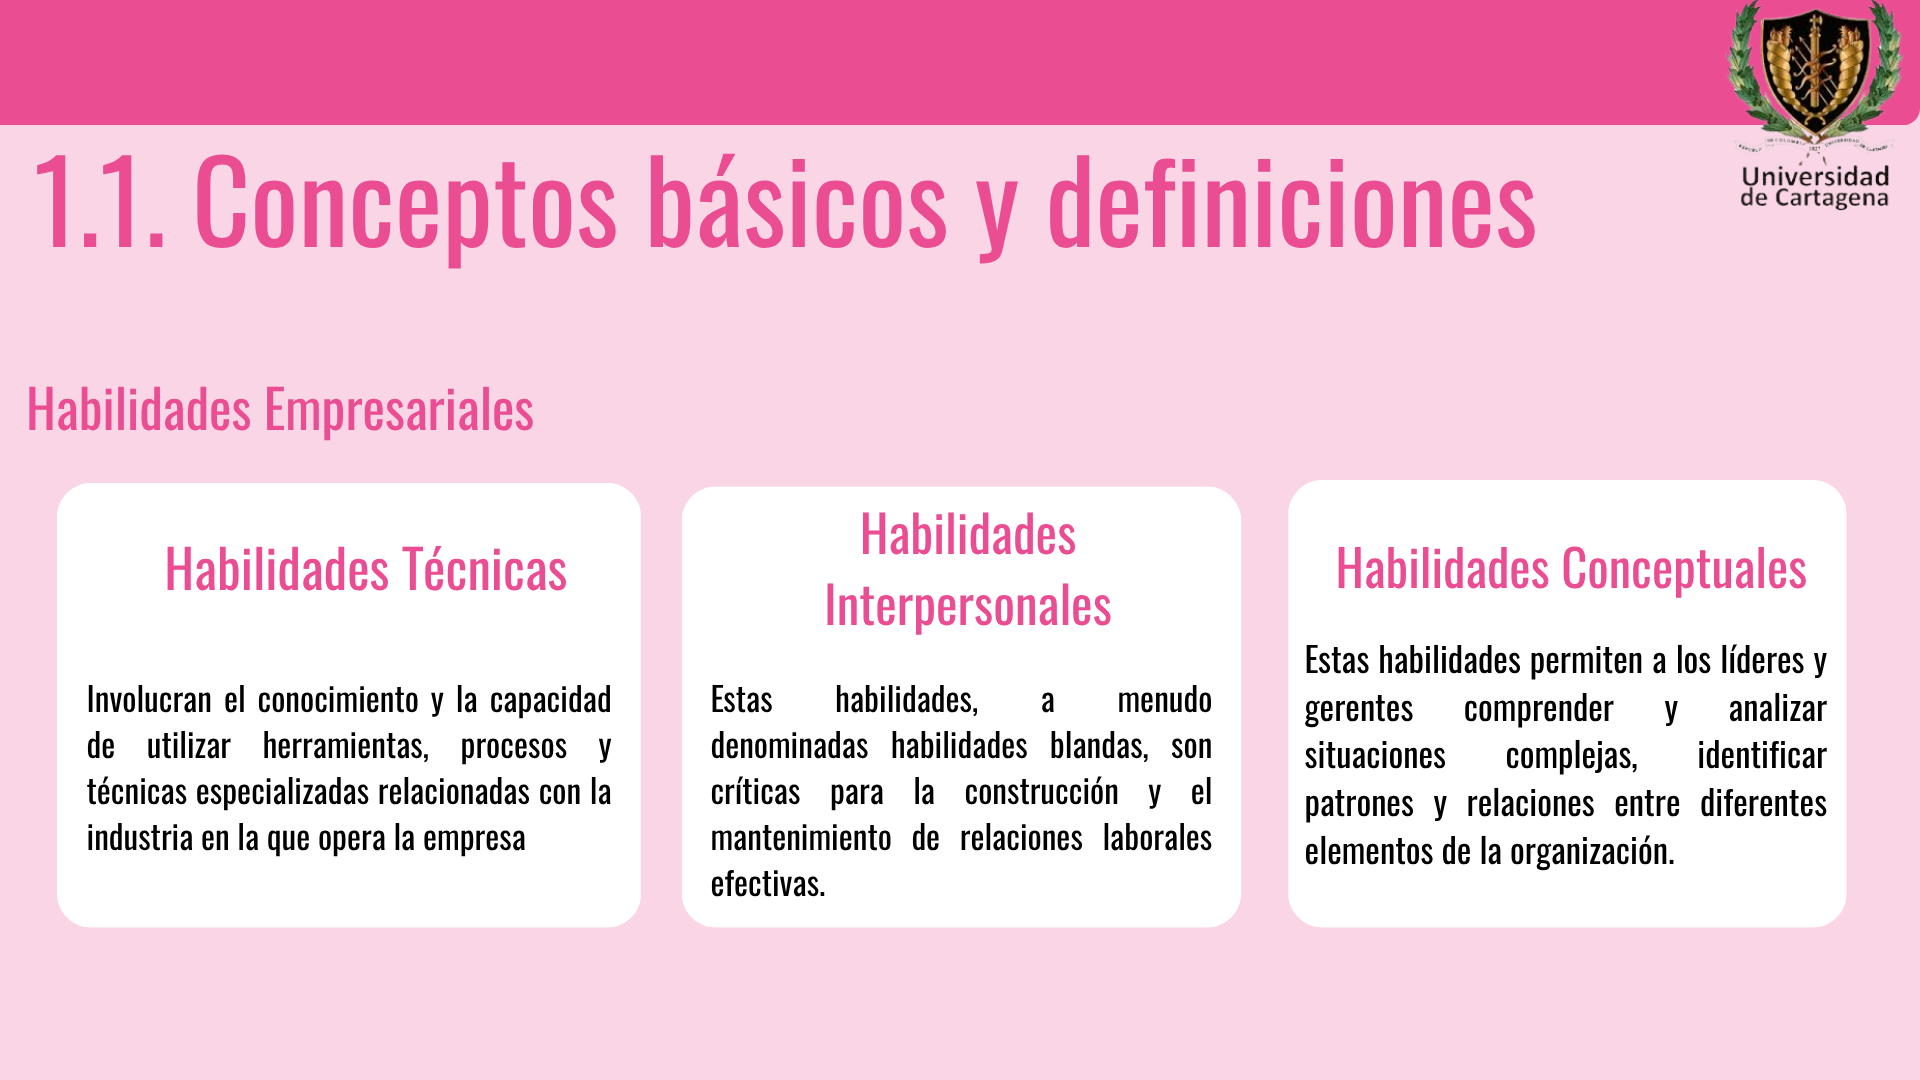 Universidad
de Cartagena
1.1. Conceptos básicos y definiciones
Habilidades Empresariales
Habilidades Técnicas
Involucran el conocimiento y la capacidad
de utilizar herramientas, procesos y
técnicas especializadas relacionadas con la
industria en la que opera la empresa
Habilidades
Interpersonales
Estas habilidades, a menudo
denominadas habilidades blandas, son
críticas para la construcción y el
mantenimiento de relaciones laborales
efectivas.
Habilidades Conceptuales
Estas habilidades permiten a los líderes y
gerentes comprender y analizar
situaciones complejas, identificar
patrones y relaciones entre diferentes
elementos de la organización.